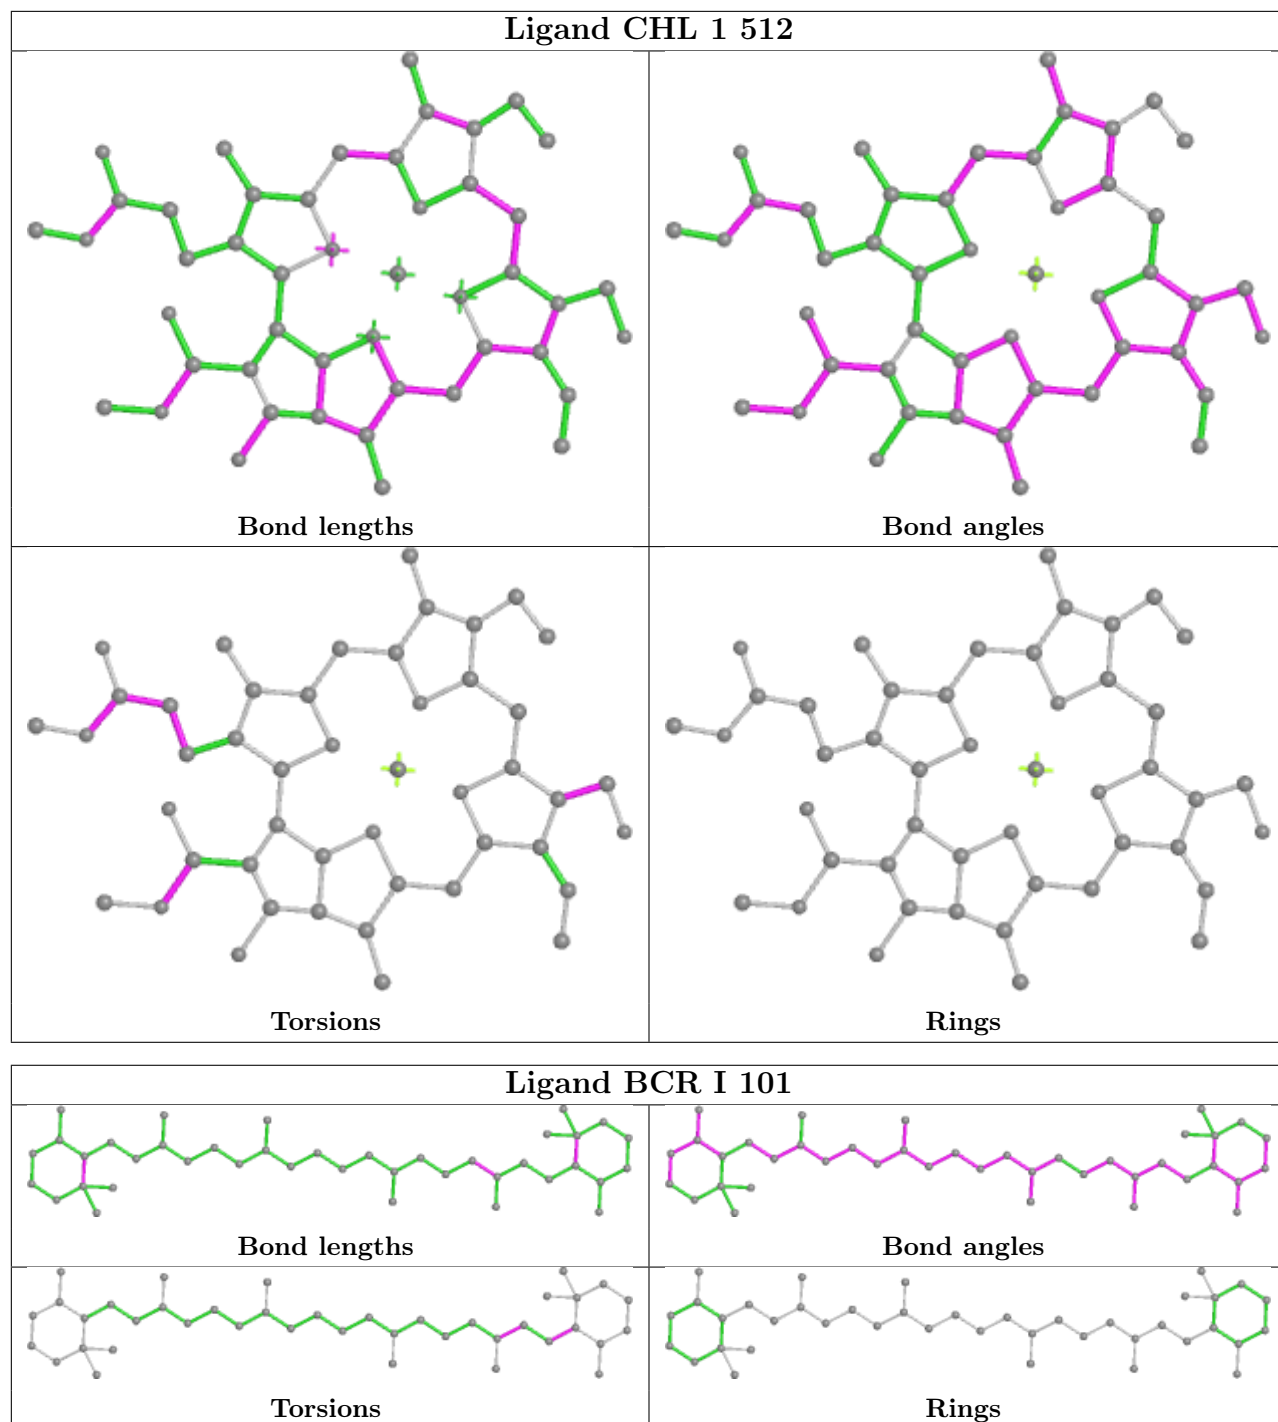 Ligand CHL 1 512
Bond lengths
Bond angles
Torsions
Rings
Ligand BCR I 101
Bond lengths
Bond angles
Torsions
Rings